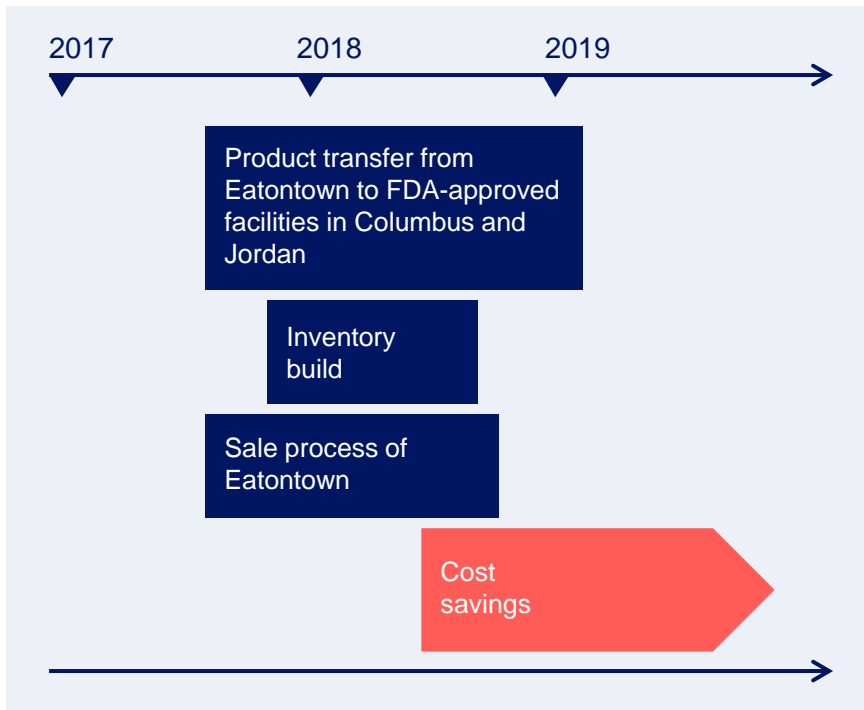 2017 2018 2019
Product transfer from
Eatontown to FDA-approved
facilities in Columbus and
Jordan
Inventory
build
Sale process of
Eatontown
Cost
savings